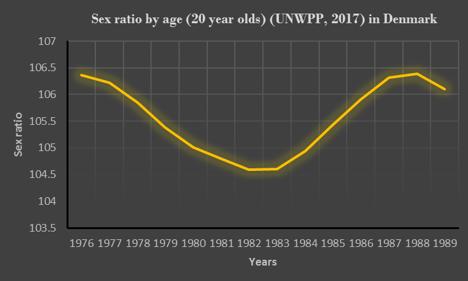 Sex ratio by age (20 year olds) (UNWPP, 2017) in Denmark
107
106.5
106
105.5
105
104.5
104
103.5
Sex ratio
1976 1977 1978 1979 1980 1981 1982 1983 1984 1985 1986 1987 1988 1989
Years